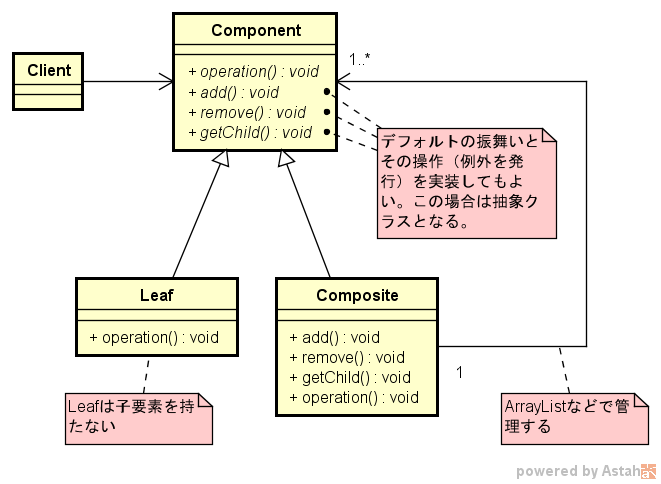 Component
Client
1..*
+ operation() : void
+ add() : void
+ remove() : void
+ getChild() : void
デフォルトの振舞いと
その操作（例外を発
行）を実装してもよ
い。この場合は抽象ク
ラスとなる。
Leaf
+ operation() : void
Composite
+ add() : void
+ remove() : void
+ getChild() : void
+ operation() : void
1
Leafは子要素を持
たない
ArrayListなどで管
理する
powered by Astah